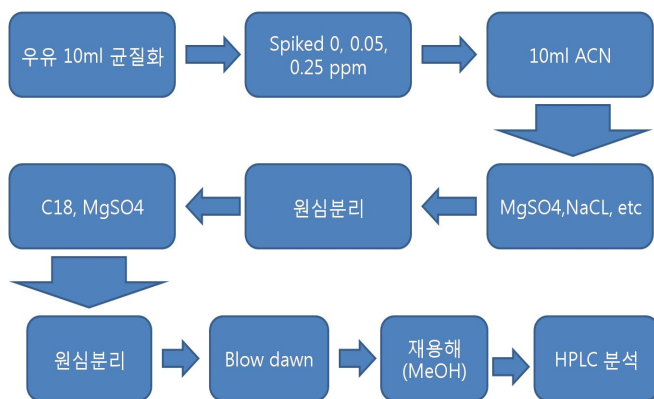 우유 10ml 균질화
Spiked 0, 0.05,
0.25 ppm
10ml ACN
C18, MgSO4
원심분리
MgSO4,NaCL, etc
원심분리
Blow dawn
재용해
(MeOH)
HPLC 분석